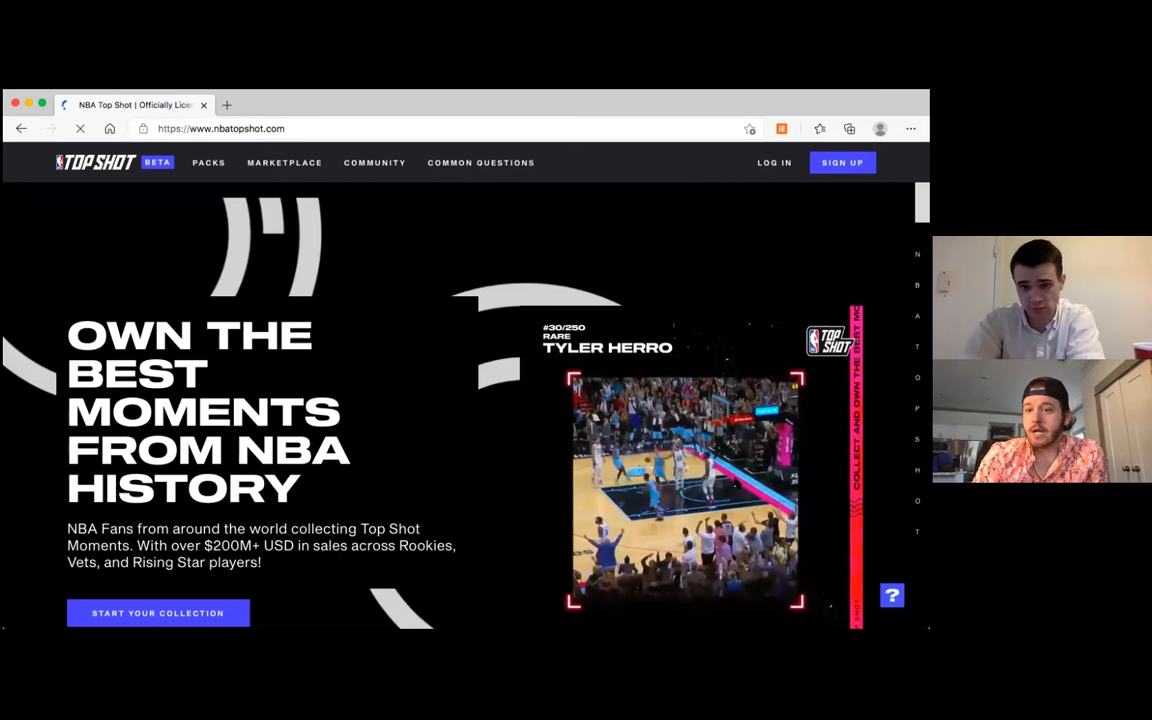 NBA Top Shot | Officially Licen
https://www.nbatopshot.com
TOP SHOT BETA PACKS MARKETPLACE COMMUNITY COMMON QUESTIONS LOG IN SIGN UP
OWN THE
BEST
MOMENTS
FROM NBA
HISTORY
NBA Fans from around the world collecting Top Shot
Moments. With over $200M+ USD in sales across Rookies,
Vets, and Rising Star players!
START YOUR COLLECTION
#30/250
RARE
TYLER HERRO
TOP
SHOT
COLLECT AND OWN THE BEST MO
N
B
A
T
O
P
S
H
O
T
?